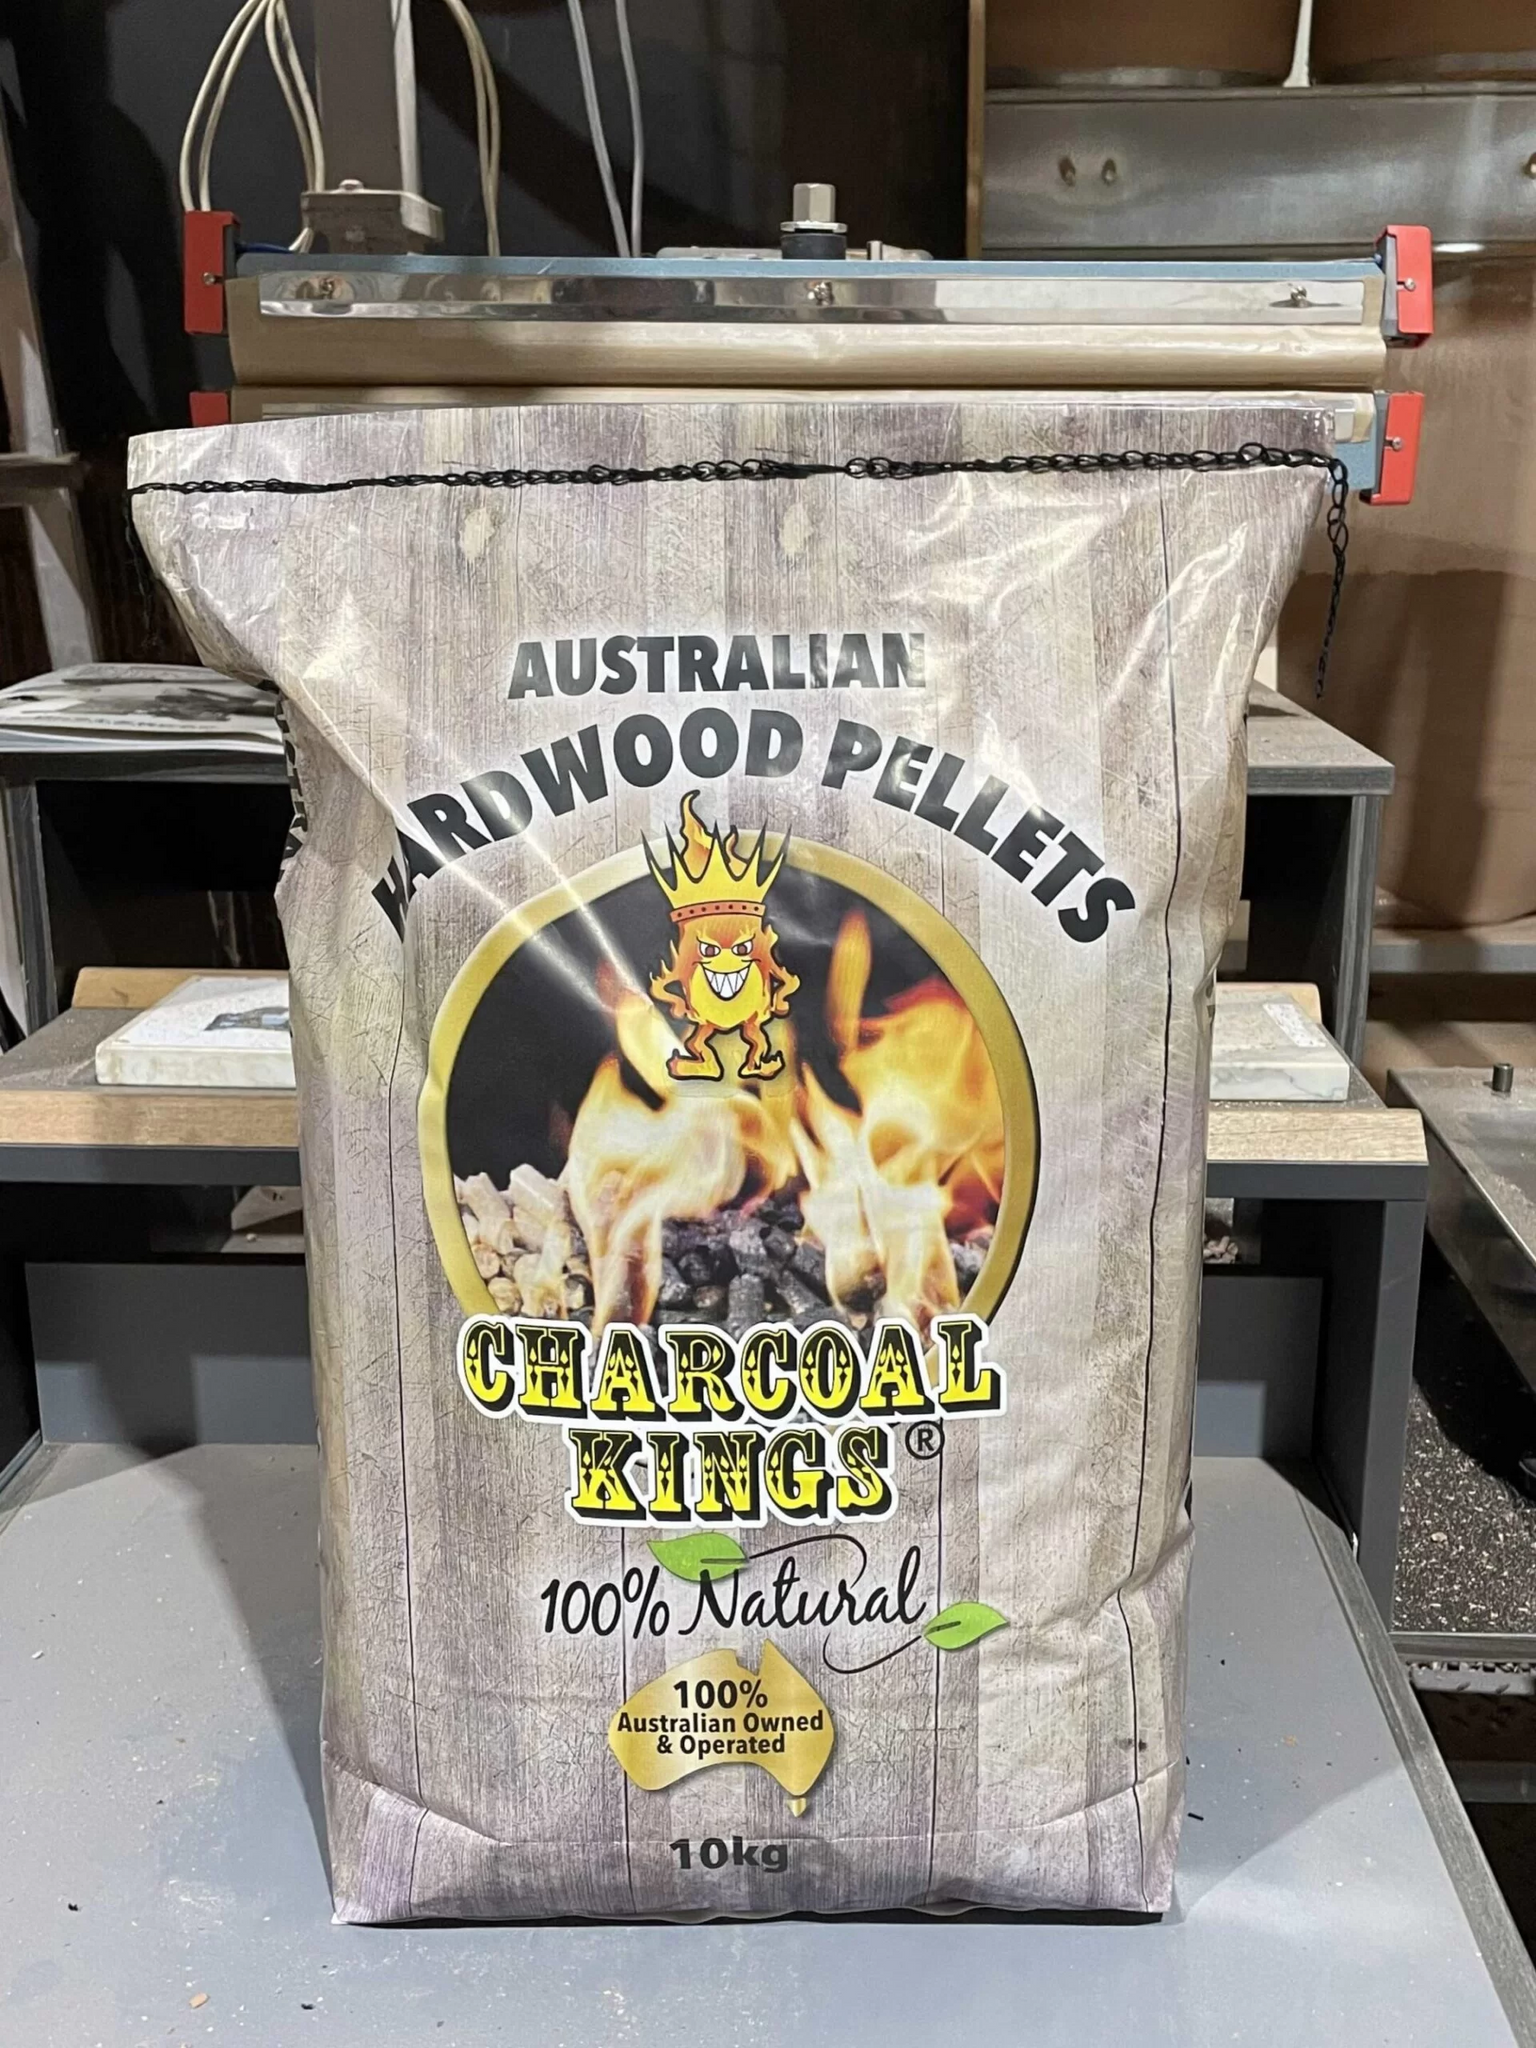 AUSTRALIAN
HARDWOOD PELLETS
CHARCOAL
KINGS®
100% Natural
100%
Australian Owned
& Operated
10kg